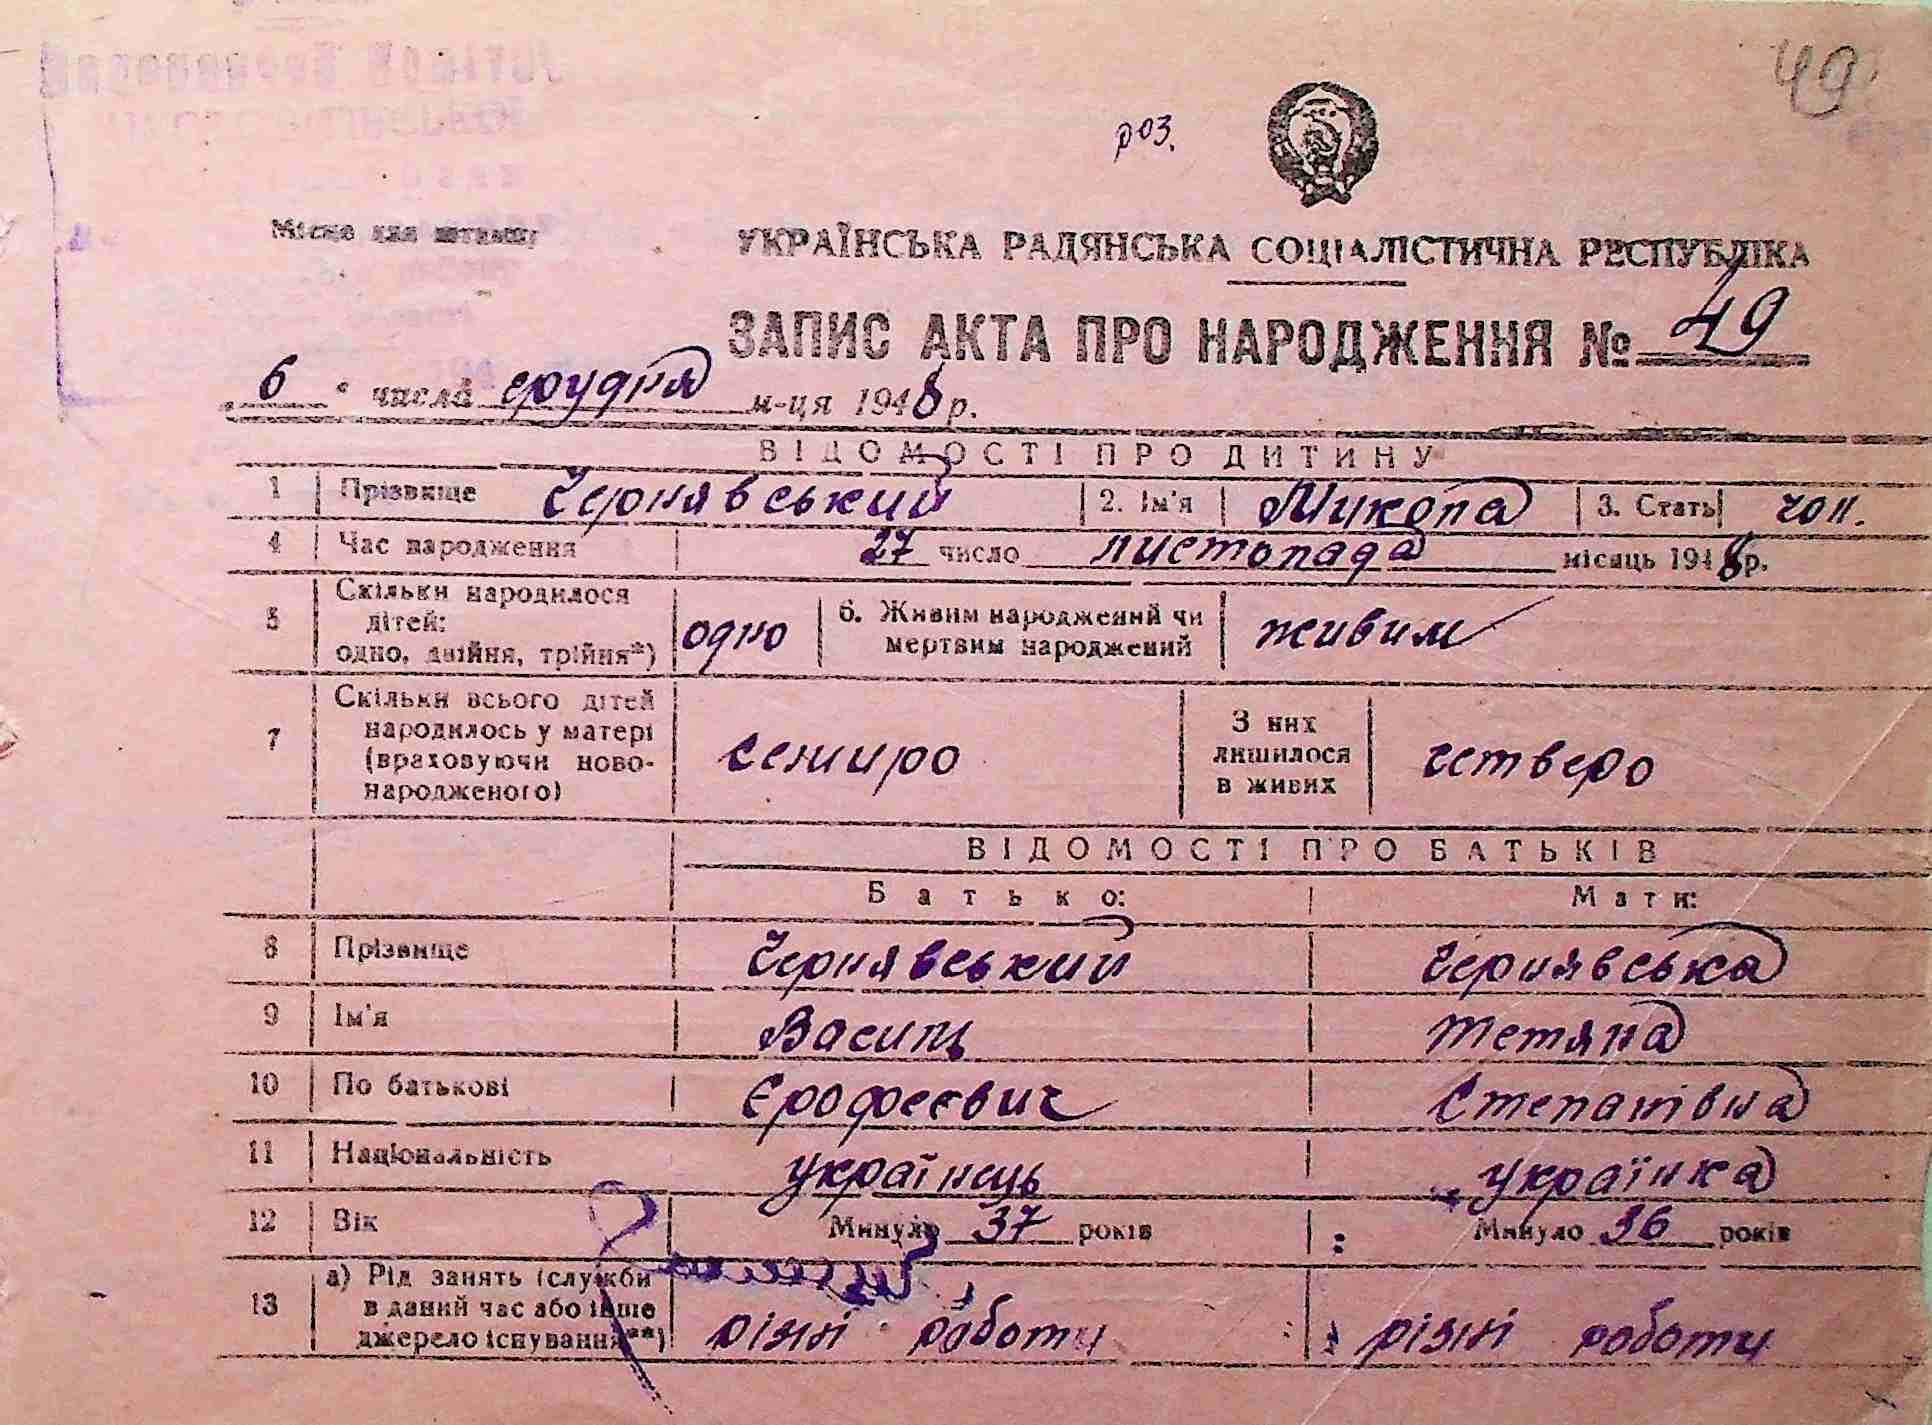 49
роз.
Місце для штампу
УКРАЇНСЬКА РАДЯНСЬКА СОЦІАЛІСТИЧНА РЕСПУБЛІКА
ЗАПИС АКТА ПРО НАРОДЖЕННЯ № 49
6 числа грудня м-ця 1948 р.
ВІДОМОСТІ ПРО ДИТИНУ
1 Прізвище Чернявський 2. Ім'я Микола 3. Стать чол.
4 Час народження 27 число листопада місяць 1948 р.
5 Скільки народилося дітей: одно, двійня, трійня*) одно 6. Живим народжений чи мертвим народжений живим
7 Скільки всього дітей народилось у матері (враховуючи ново-народженого) семиро З них лишилося в живих четверо
ВІДОМОСТІ ПРО БАТЬКІВ
Батько: Мати:
8 Прізвище Чернявський Чернявська
9 Ім'я Василь Тетяна
10 По батькові Єрофеєвич Степанівна
11 Національність українець українка
12 Вік Минуло 37 років Минуло 36 років
13 а) Рід занять (служби в даний час або інше джерело існування**) різні роботи різні роботи